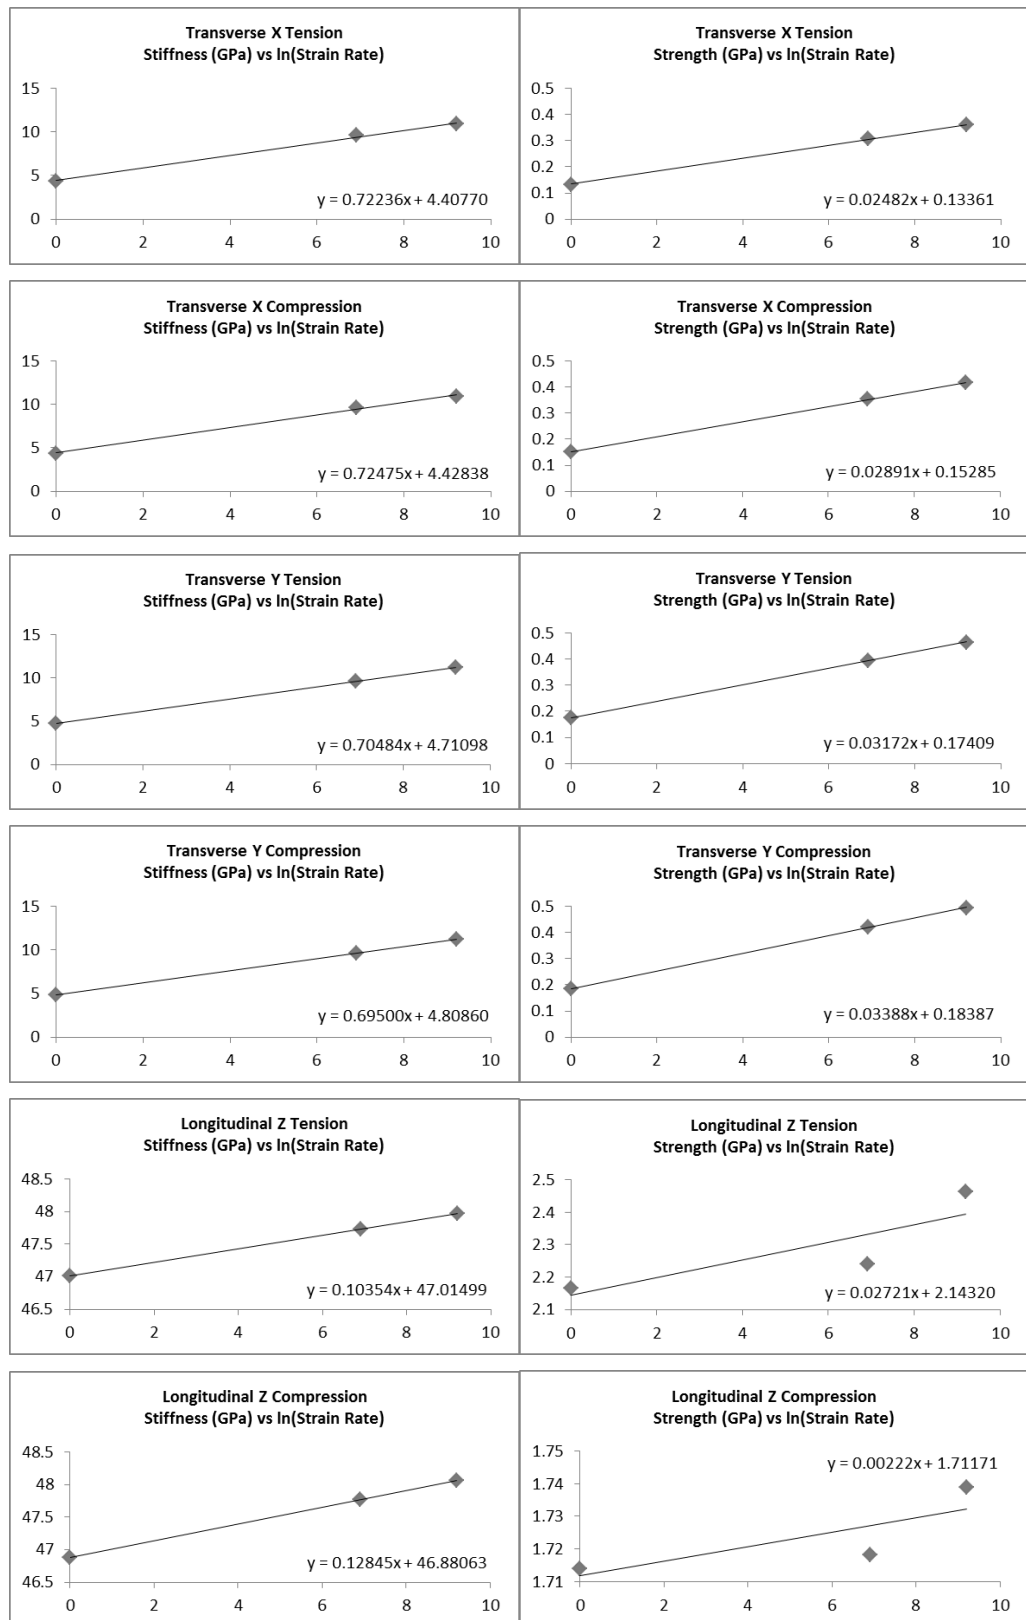 Transverse X Tension
Stiffness (GPa) vs ln(Strain Rate)
15
10
5
0
y = 0.72236x + 4.40770
0 2 4 6 8 10
Transverse X Tension
Strength (GPa) vs ln(Strain Rate)
0.5
0.4
0.3
0.2
0.1
0
y = 0.02482x + 0.13361
0 2 4 6 8 10
Transverse X Compression
Stiffness (GPa) vs ln(Strain Rate)
15
10
5
0
y = 0.72475x + 4.42838
0 2 4 6 8 10
Transverse X Compression
Strength (GPa) vs ln(Strain Rate)
0.5
0.4
0.3
0.2
0.1
0
y = 0.02891x + 0.15285
0 2 4 6 8 10
Transverse Y Tension
Stiffness (GPa) vs ln(Strain Rate)
15
10
5
0
y = 0.70484x + 4.71098
0 2 4 6 8 10
Transverse Y Tension
Strength (GPa) vs ln(Strain Rate)
0.5
0.4
0.3
0.2
0.1
0
y = 0.03172x + 0.17409
0 2 4 6 8 10
Transverse Y Compression
Stiffness (GPa) vs ln(Strain Rate)
15
10
5
0
y = 0.69500x + 4.80860
0 2 4 6 8 10
Transverse Y Compression
Strength (GPa) vs ln(Strain Rate)
0.5
0.4
0.3
0.2
0.1
0
y = 0.03388x + 0.18387
0 2 4 6 8 10
Longitudinal Z Tension
Stiffness (GPa) vs ln(Strain Rate)
48.5
48
47.5
47
46.5
y = 0.10354x + 47.01499
0 2 4 6 8 10
Longitudinal Z Tension
Strength (GPa) vs ln(Strain Rate)
2.5
2.4
2.3
2.2
2.1
y = 0.02721x + 2.14320
0 2 4 6 8 10
Longitudinal Z Compression
Stiffness (GPa) vs ln(Strain Rate)
48.5
48
47.5
47
46.5
y = 0.12845x + 46.88063
0 2 4 6 8 10
Longitudinal Z Compression
Strength (GPa) vs ln(Strain Rate)
1.75
y = 0.00222x + 1.71171
1.74
1.73
1.72
1.71
0 2 4 6 8 10